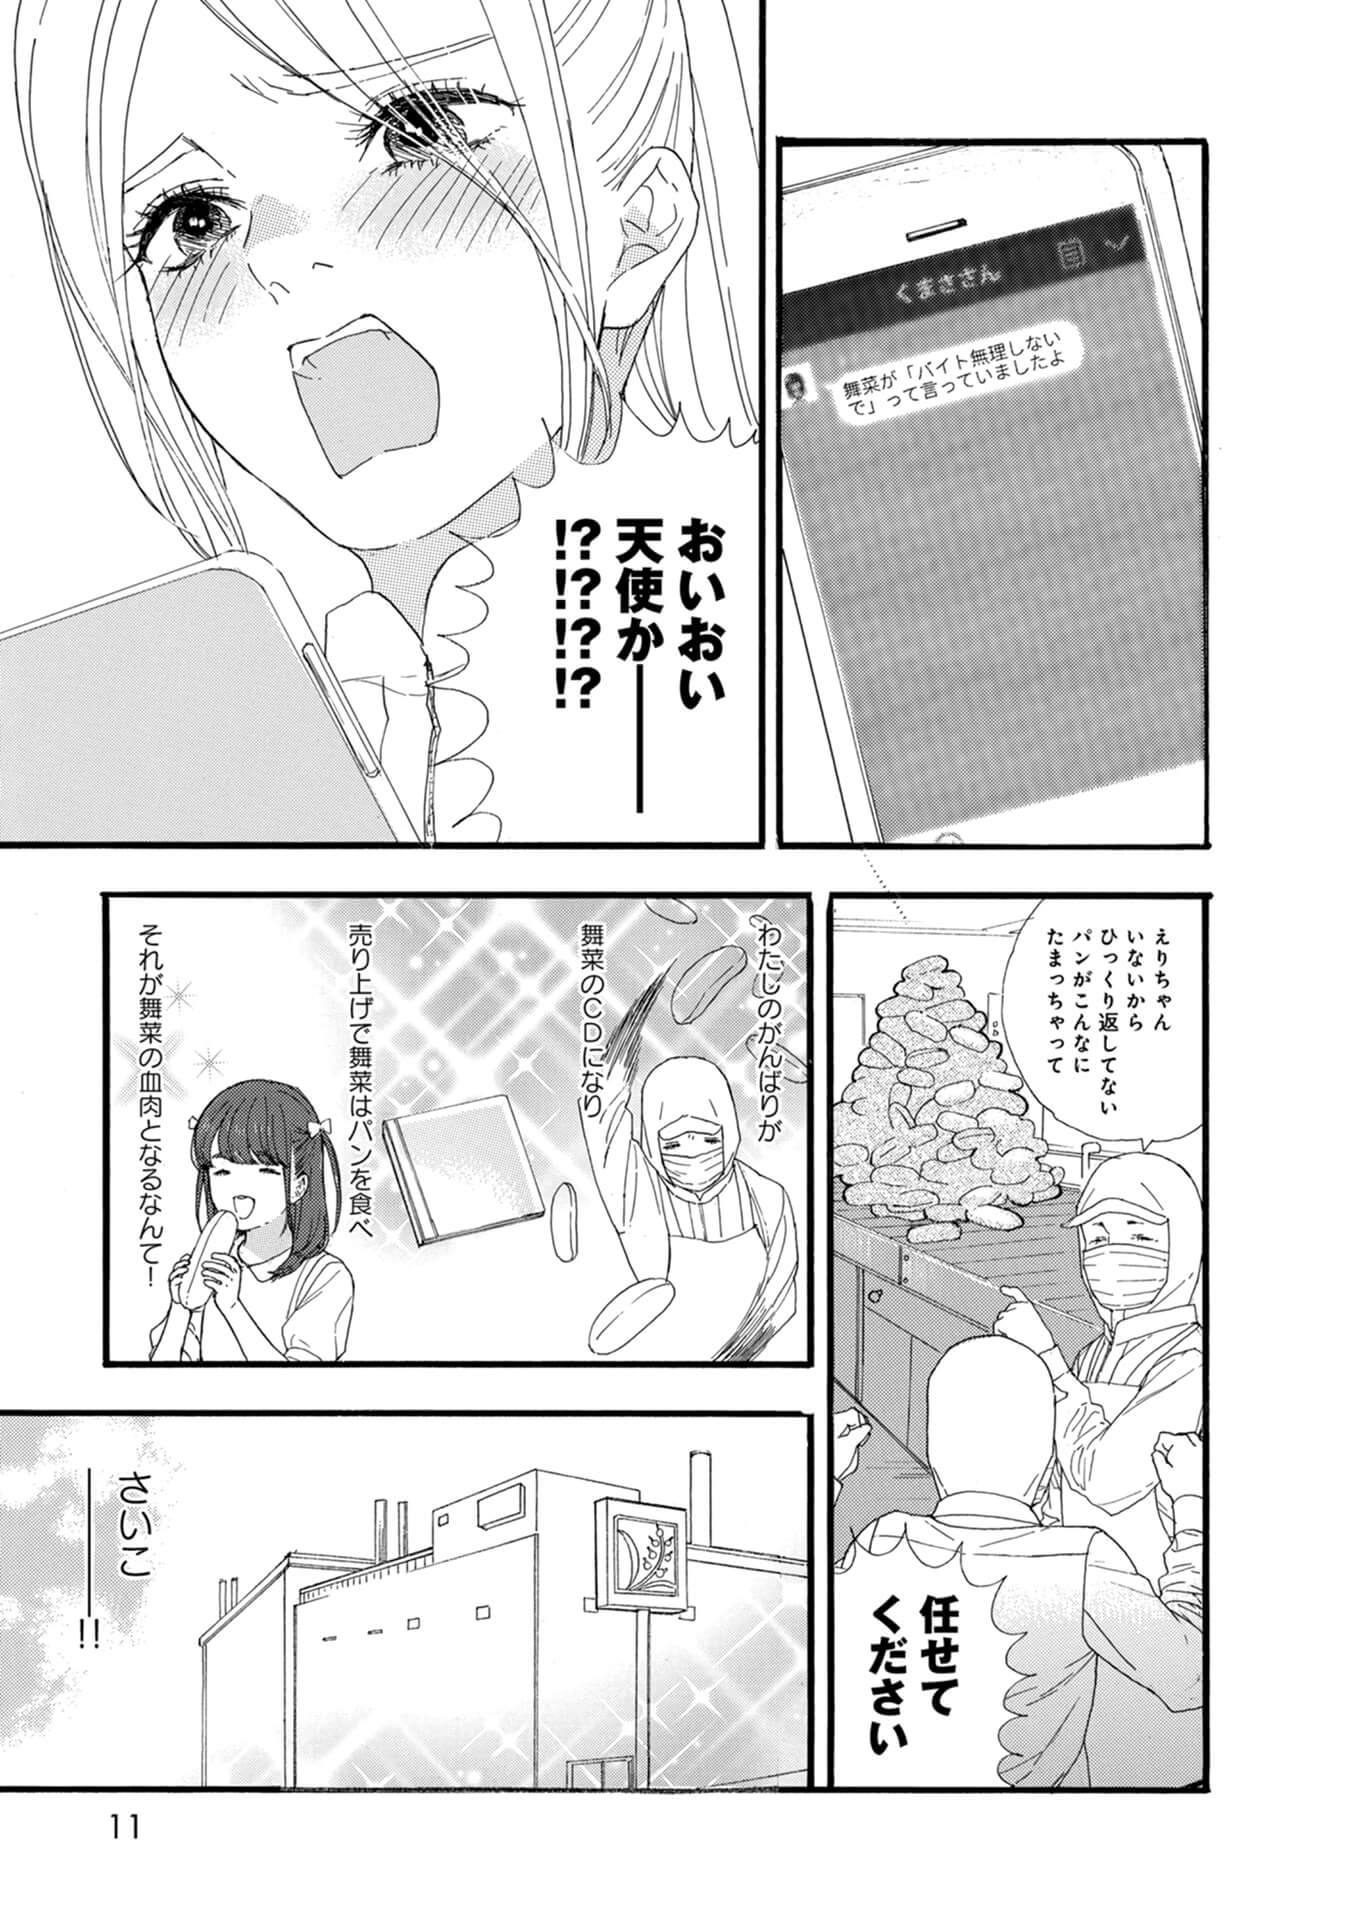 くまささん
舞菜が「バイト無理しない
で」って言っていましたよ
おいおい
天使か――
!?!?!?!?
えりちゃん
いないから
ひっくり返してない
パンがこんなに
たまっちゃって
任せて
ください
わたしのがんばりが
舞菜のCDになり
売り上げで舞菜はパンを食べ
それが舞菜の血肉となるなんて！
さいこ
――!!
11